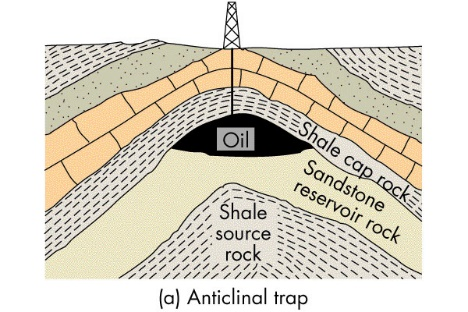 Oil
Shale cap rock
Sandstone
reservoir rock
Shale
source
rock
(a) Anticlinal trap